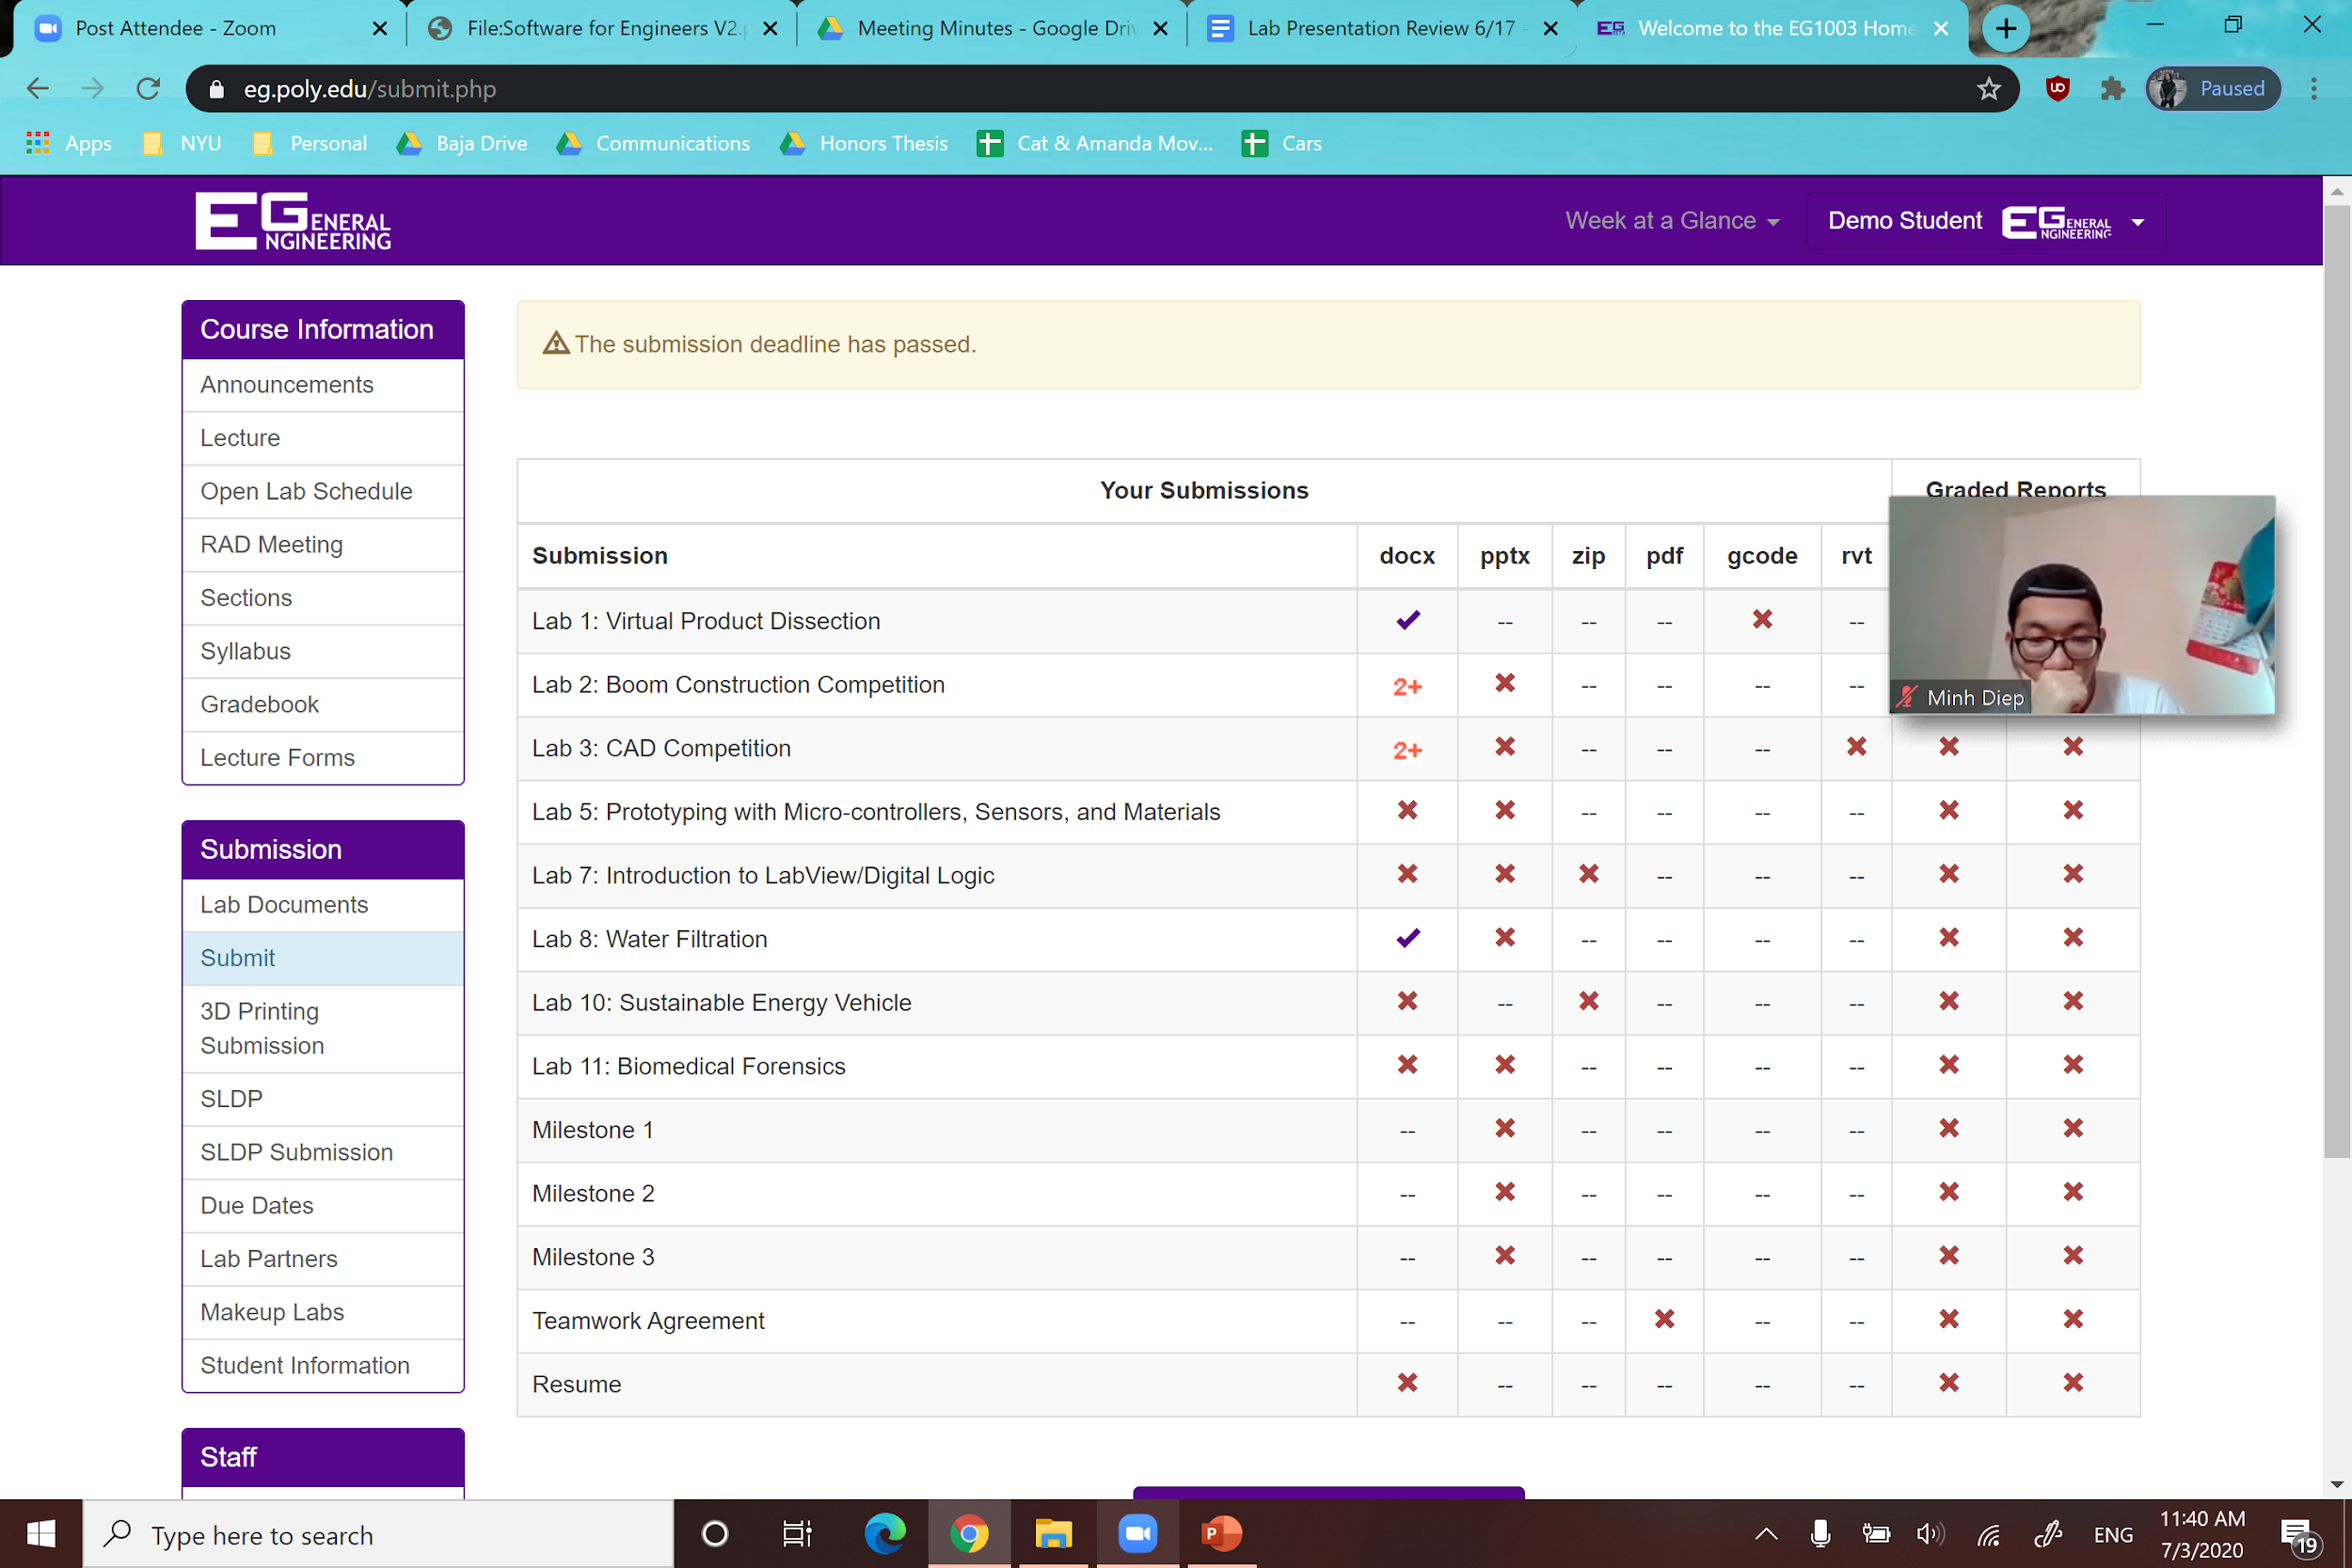 Post Attendee - Zoom
File:Software for Engineers V2.
Meeting Minutes - Google Dri
Lab Presentation Review 6/17 -
EG Welcome to the EG1003 Home
eg.poly.edu/submit.php
UO
Paused
Apps
NYU
Personal
Baja Drive
Communications
Honors Thesis
Cat & Amanda Mov...
Cars
EGENERAL
NGINEERING
Week at a Glance
Demo Student
EGENERAL
NGINEERING
Course Information
Announcements
Lecture
Open Lab Schedule
RAD Meeting
Sections
Syllabus
Gradebook
Lecture Forms
Submission
Lab Documents
Submit
3D Printing
Submission
SLDP
SLDP Submission
Due Dates
Lab Partners
Makeup Labs
Student Information
Staff
The submission deadline has passed.
Your Submissions Graded Reports
Submission docx pptx zip pdf gcode rvt
Lab 1: Virtual Product Dissection ✔ -- -- -- ✖ --
Lab 2: Boom Construction Competition 2+ ✖ -- -- -- --
Lab 3: CAD Competition 2+ ✖ -- -- -- ✖ ✖ ✖
Lab 5: Prototyping with Micro-controllers, Sensors, and Materials ✖ ✖ -- -- -- -- ✖ ✖
Lab 7: Introduction to LabView/Digital Logic ✖ ✖ ✖ -- -- -- ✖ ✖
Lab 8: Water Filtration ✔ ✖ -- -- -- -- ✖ ✖
Lab 10: Sustainable Energy Vehicle ✖ -- ✖ -- -- -- ✖ ✖
Lab 11: Biomedical Forensics ✖ ✖ -- -- -- -- ✖ ✖
Milestone 1 -- ✖ -- -- -- -- ✖ ✖
Milestone 2 -- ✖ -- -- -- -- ✖ ✖
Milestone 3 -- ✖ -- -- -- -- ✖ ✖
Teamwork Agreement -- -- -- ✖ -- -- ✖ ✖
Resume ✖ -- -- -- -- -- ✖ ✖
Minh Diep
Type here to search
P
ENG
11:40 AM
7/3/2020
19